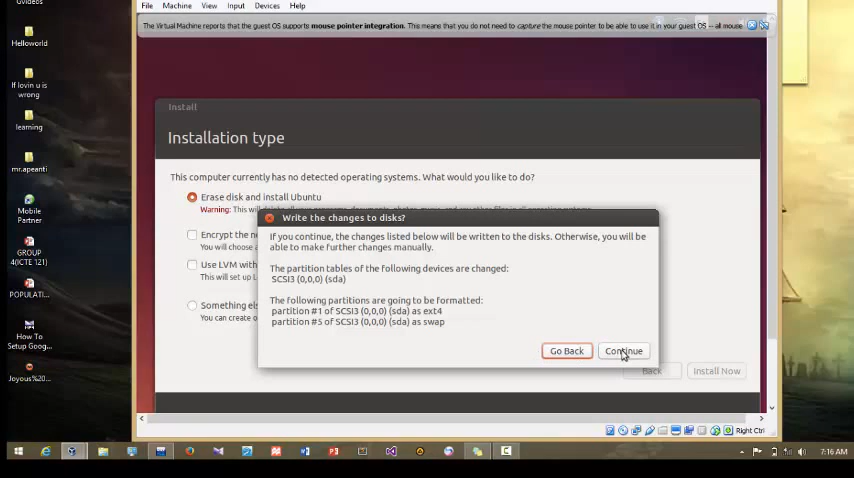 Gvideos
File Machine View Input Devices Help
The Virtual Machine reports that the guest OS supports mouse pointer integration. This means that you do not need to capture the mouse pointer to be able to use it in your guest OS -- all mouse
Helloworld
If lovin u is
wrong
learning
mr.apeanti
Mobile
Partner
GROUP
4(ICTE 121)
POPULATI...
How To
Setup Goog...
Joyous%20...
Install
Installation type
This computer currently has no detected operating systems. What would you like to do?
Erase disk and install Ubuntu
Warning: This will
Encrypt the
You will choose
Use LVM with
This will set up
Something
You can create
Write the changes to disks?
If you continue, the changes listed below will be written to the disks. Otherwise, you will be
able to make further changes manually.
The partition tables of the following devices are changed:
SCSI3 (0,0,0) (sda)
The following partitions are going to be formatted:
partition #1 of SCSI3 (0,0,0) (sda) as ext4
partition #5 of SCSI3 (0,0,0) (sda) as swap
Go Back Continue
Back Install Now
Right Ctrl
7:16 AM